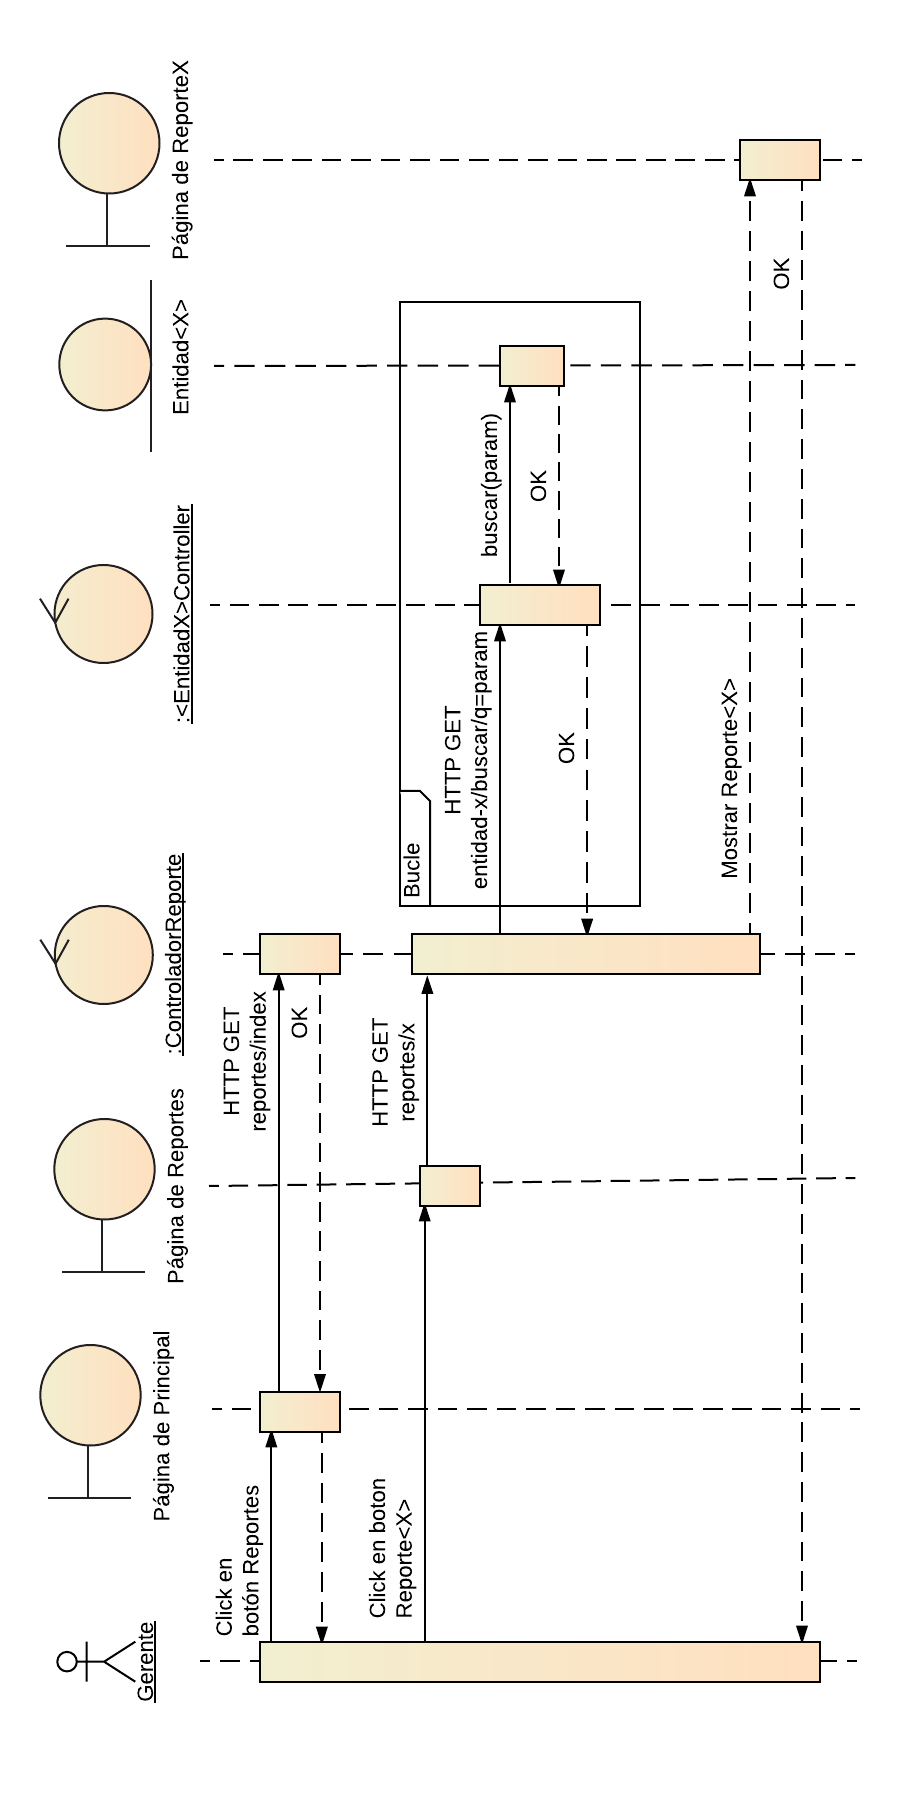 Gerente
Página de Principal
Página de Reportes
:ControladorReporte
:<EntidadX>Controller
Entidad<X>
Página de ReporteX
Click en
botón Reportes
HTTP GET
reportes/index
OK
Click en boton
Reporte<X>
HTTP GET
reportes/x
Bucle
HTTP GET
entidad-x/buscar/q=param
buscar(param)
OK
OK
Mostrar Reporte<X>
OK